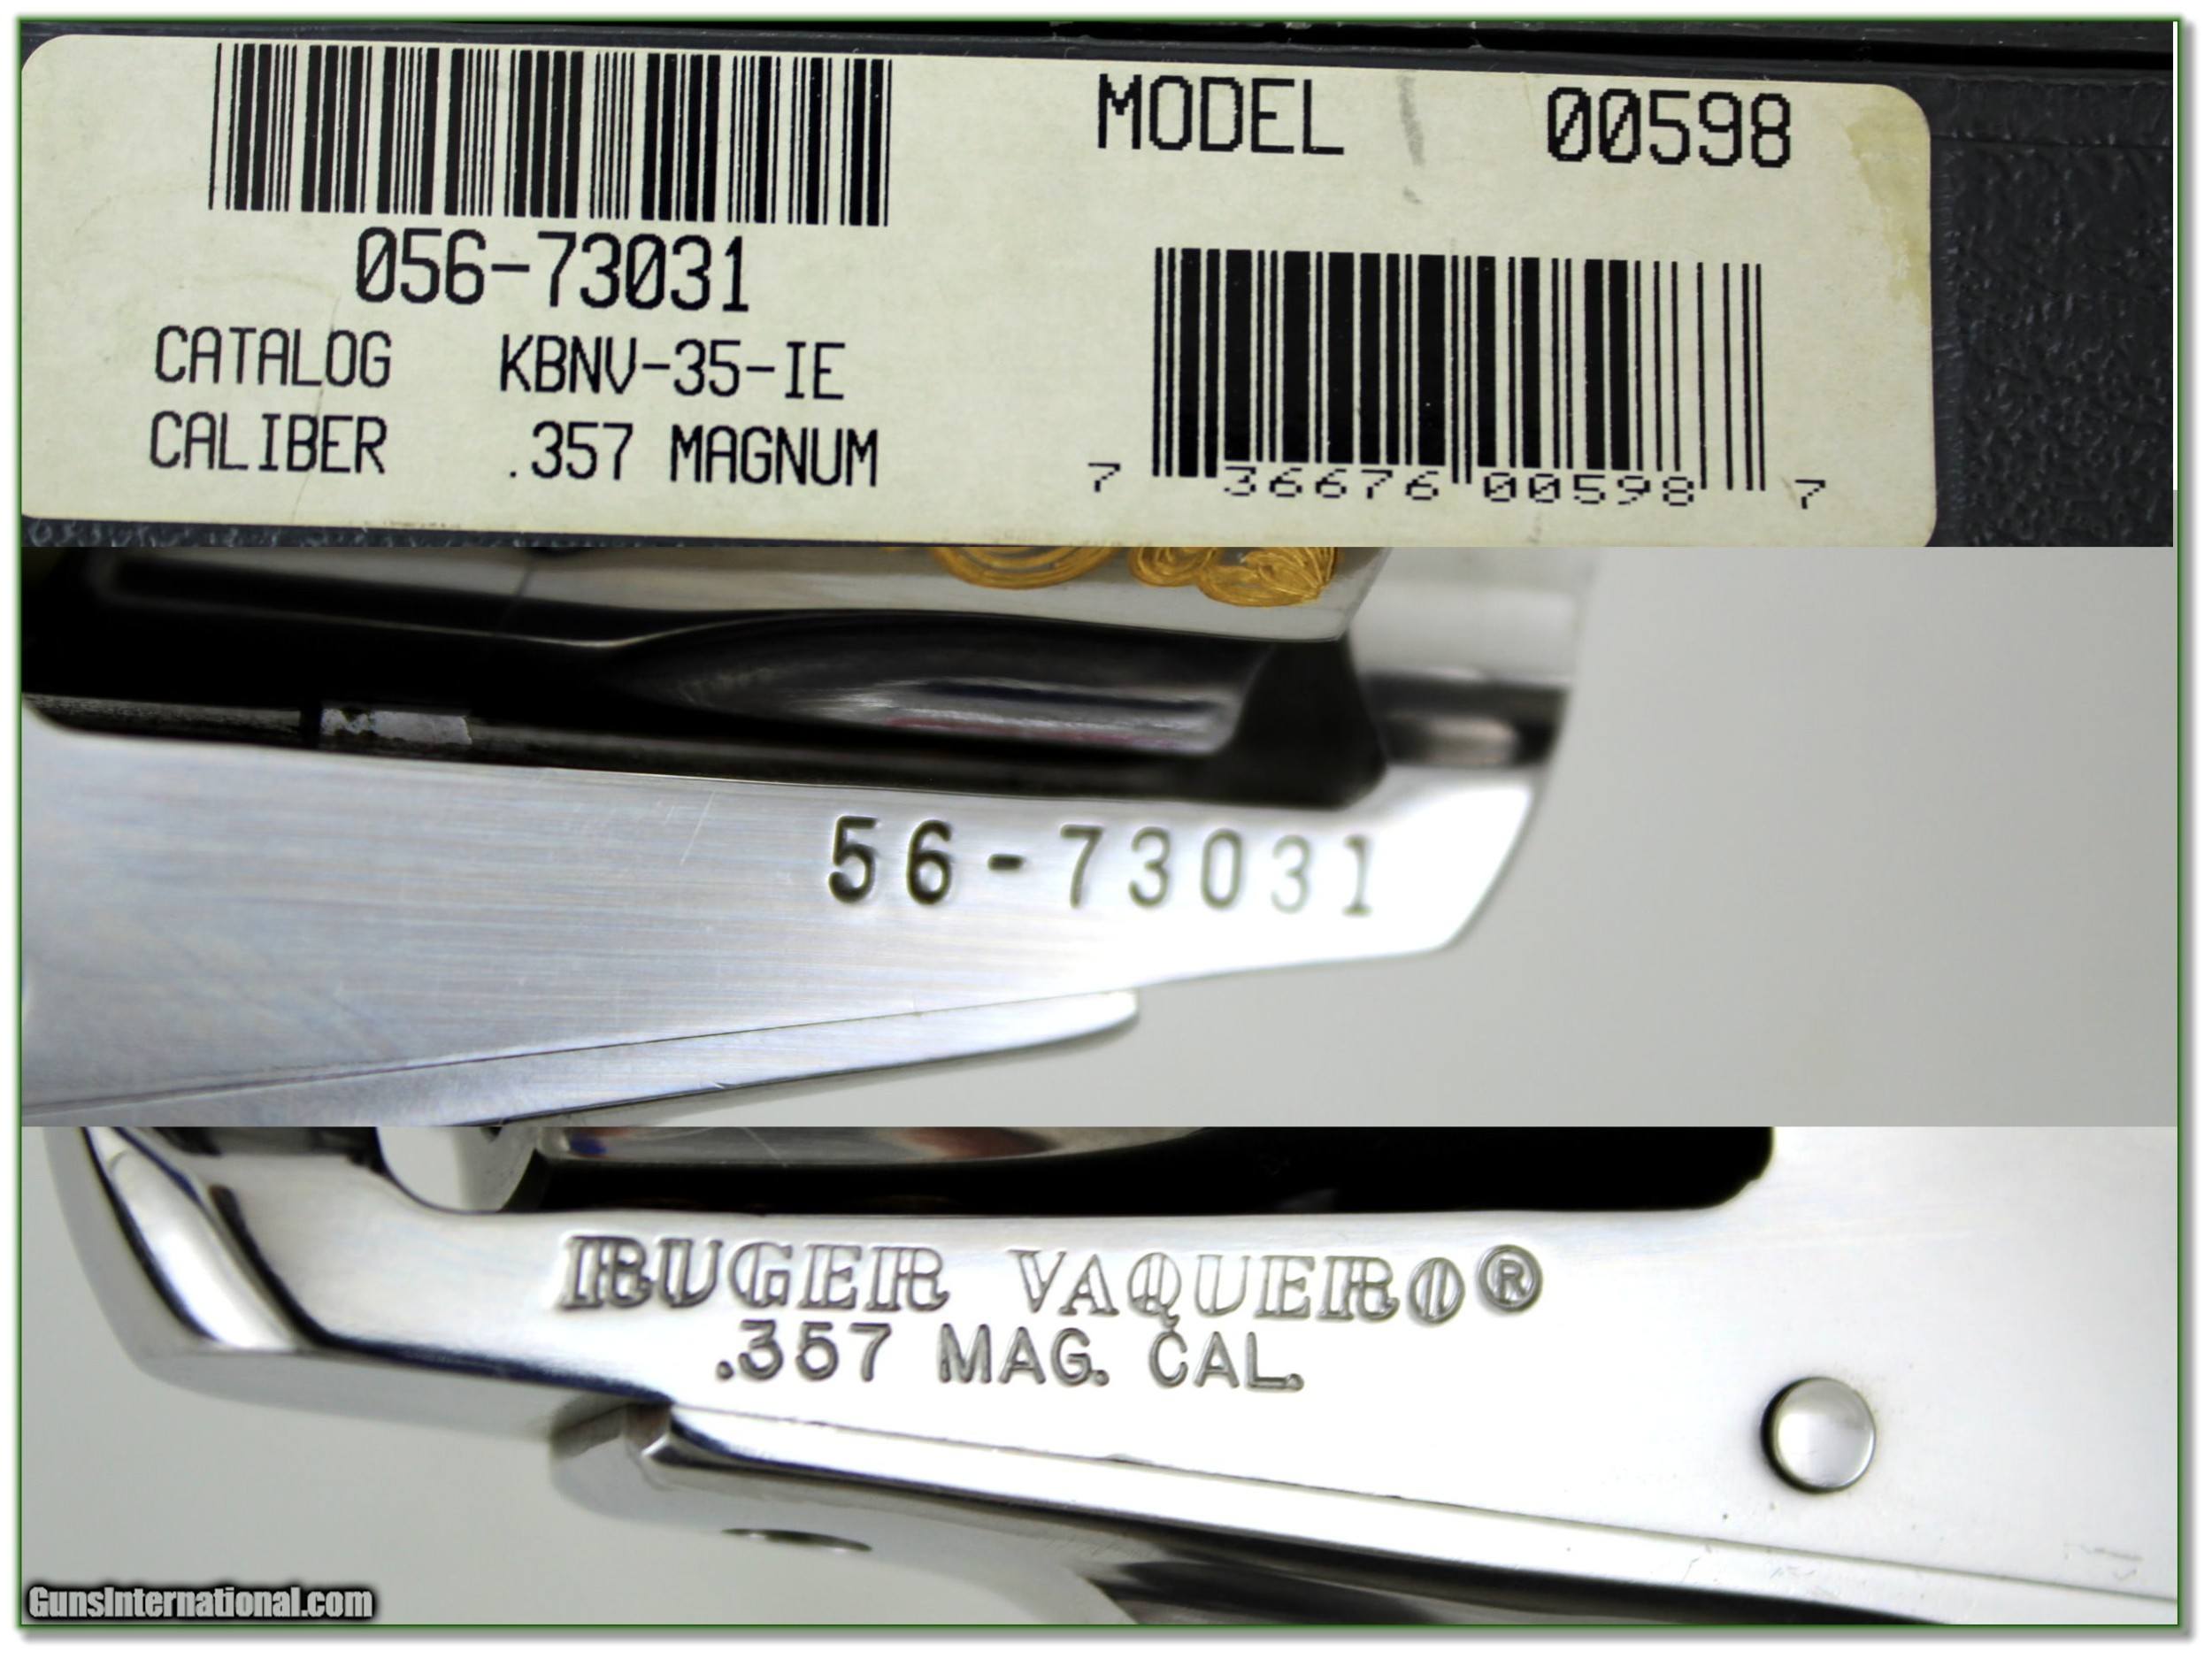 MODEL 00598
056-73031
CATALOG KBNV-35-IE
CALIBER .357 MAGNUM
7 36676 00598 7
56-73031
RUGER VAQUERO®
.357 MAG. CAL.
GunsInternational.com